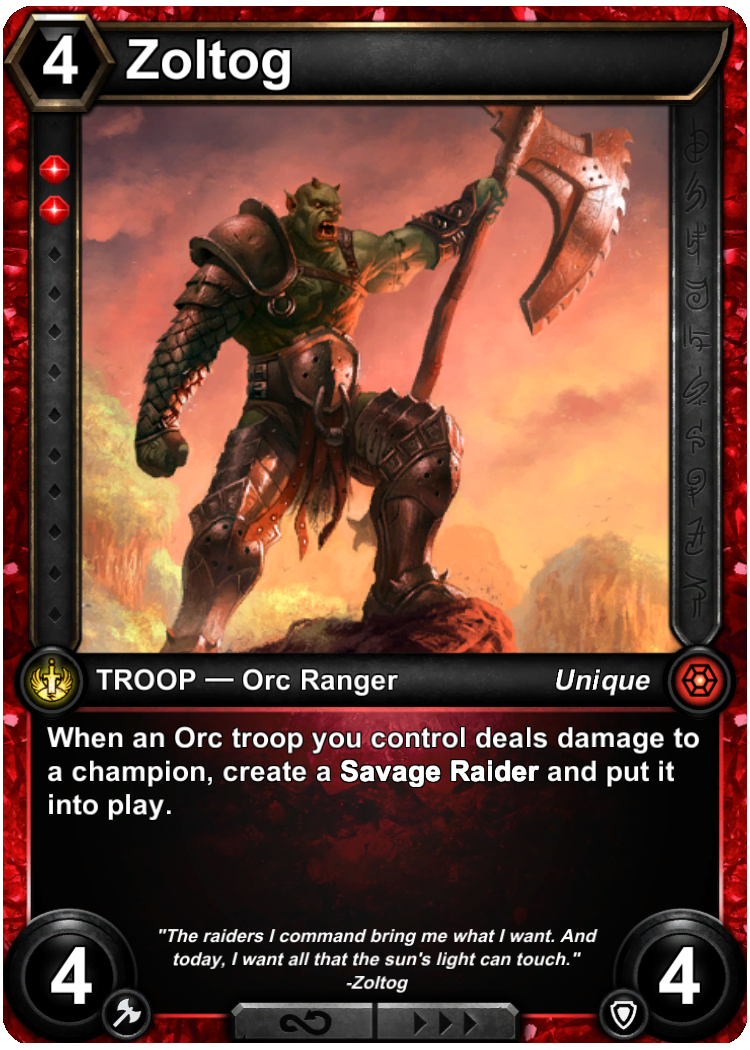 4 Zoltog
TROOP — Orc Ranger Unique
When an Orc troop you control deals damage to
a champion, create a Savage Raider and put it
into play.
"The raiders I command bring me what I want. And
today, I want all that the sun's light can touch."
-Zoltog
4 4